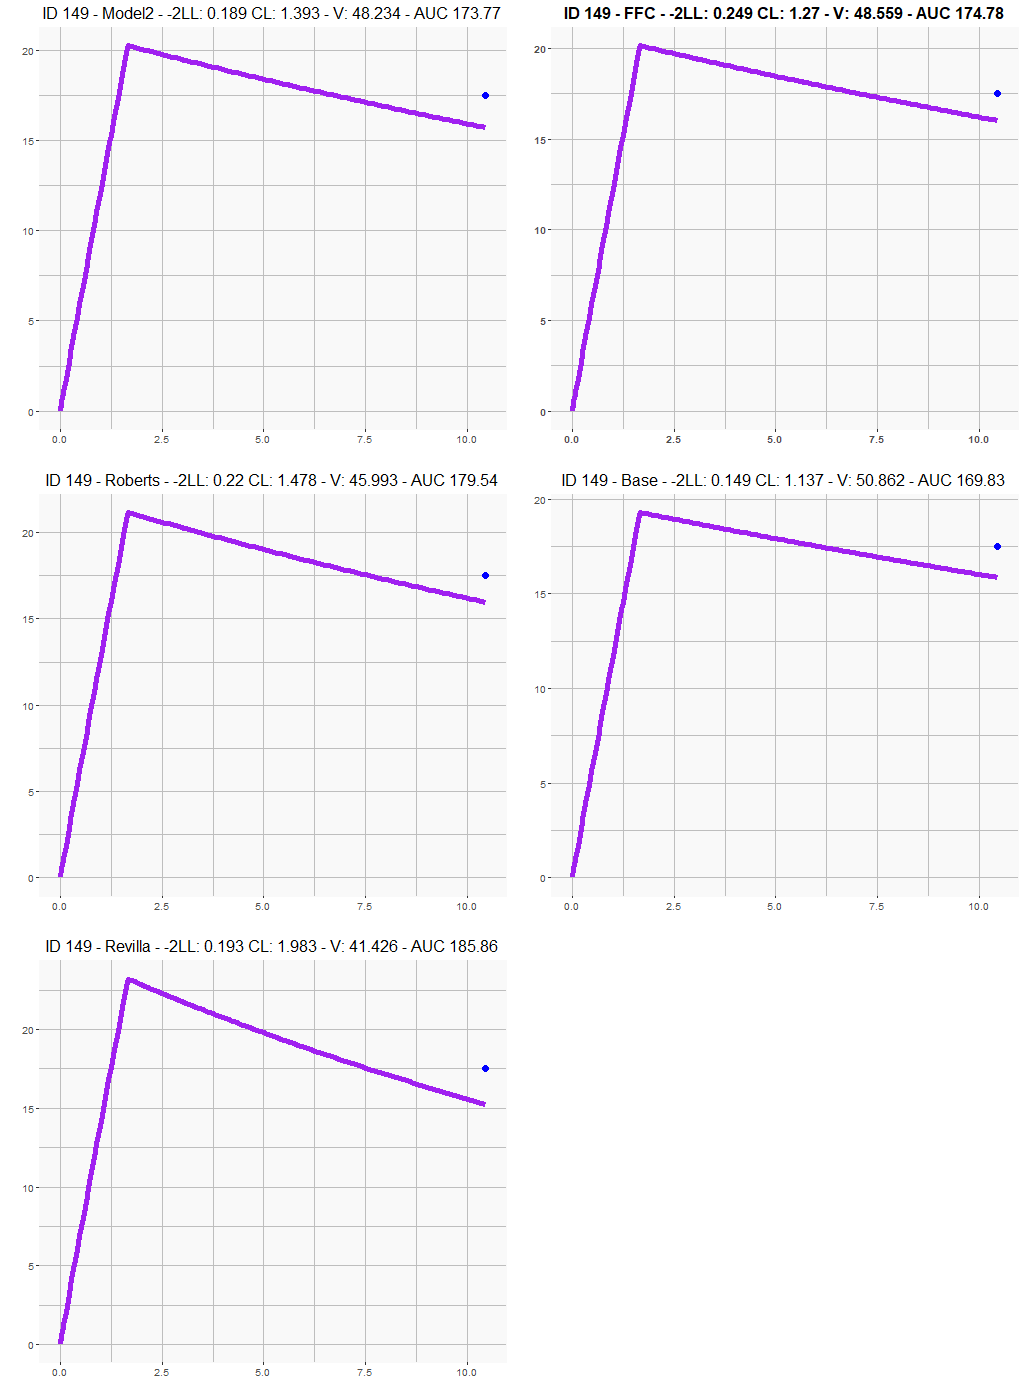 ID 149 - Model2 - -2LL: 0.189 CL: 1.393 - V: 48.234 - AUC 173.77
20
15
10
5
0
0.0 2.5 5.0 7.5 10.0
ID 149 - FFC - -2LL: 0.249 CL: 1.27 - V: 48.559 - AUC 174.78
20
15
10
5
0
0.0 2.5 5.0 7.5 10.0
ID 149 - Roberts - -2LL: 0.22 CL: 1.478 - V: 45.993 - AUC 179.54
20
15
10
5
0
0.0 2.5 5.0 7.5 10.0
ID 149 - Base - -2LL: 0.149 CL: 1.137 - V: 50.862 - AUC 169.83
20
15
10
5
0
0.0 2.5 5.0 7.5 10.0
ID 149 - Revilla - -2LL: 0.193 CL: 1.983 - V: 41.426 - AUC 185.86
20
15
10
5
0
0.0 2.5 5.0 7.5 10.0